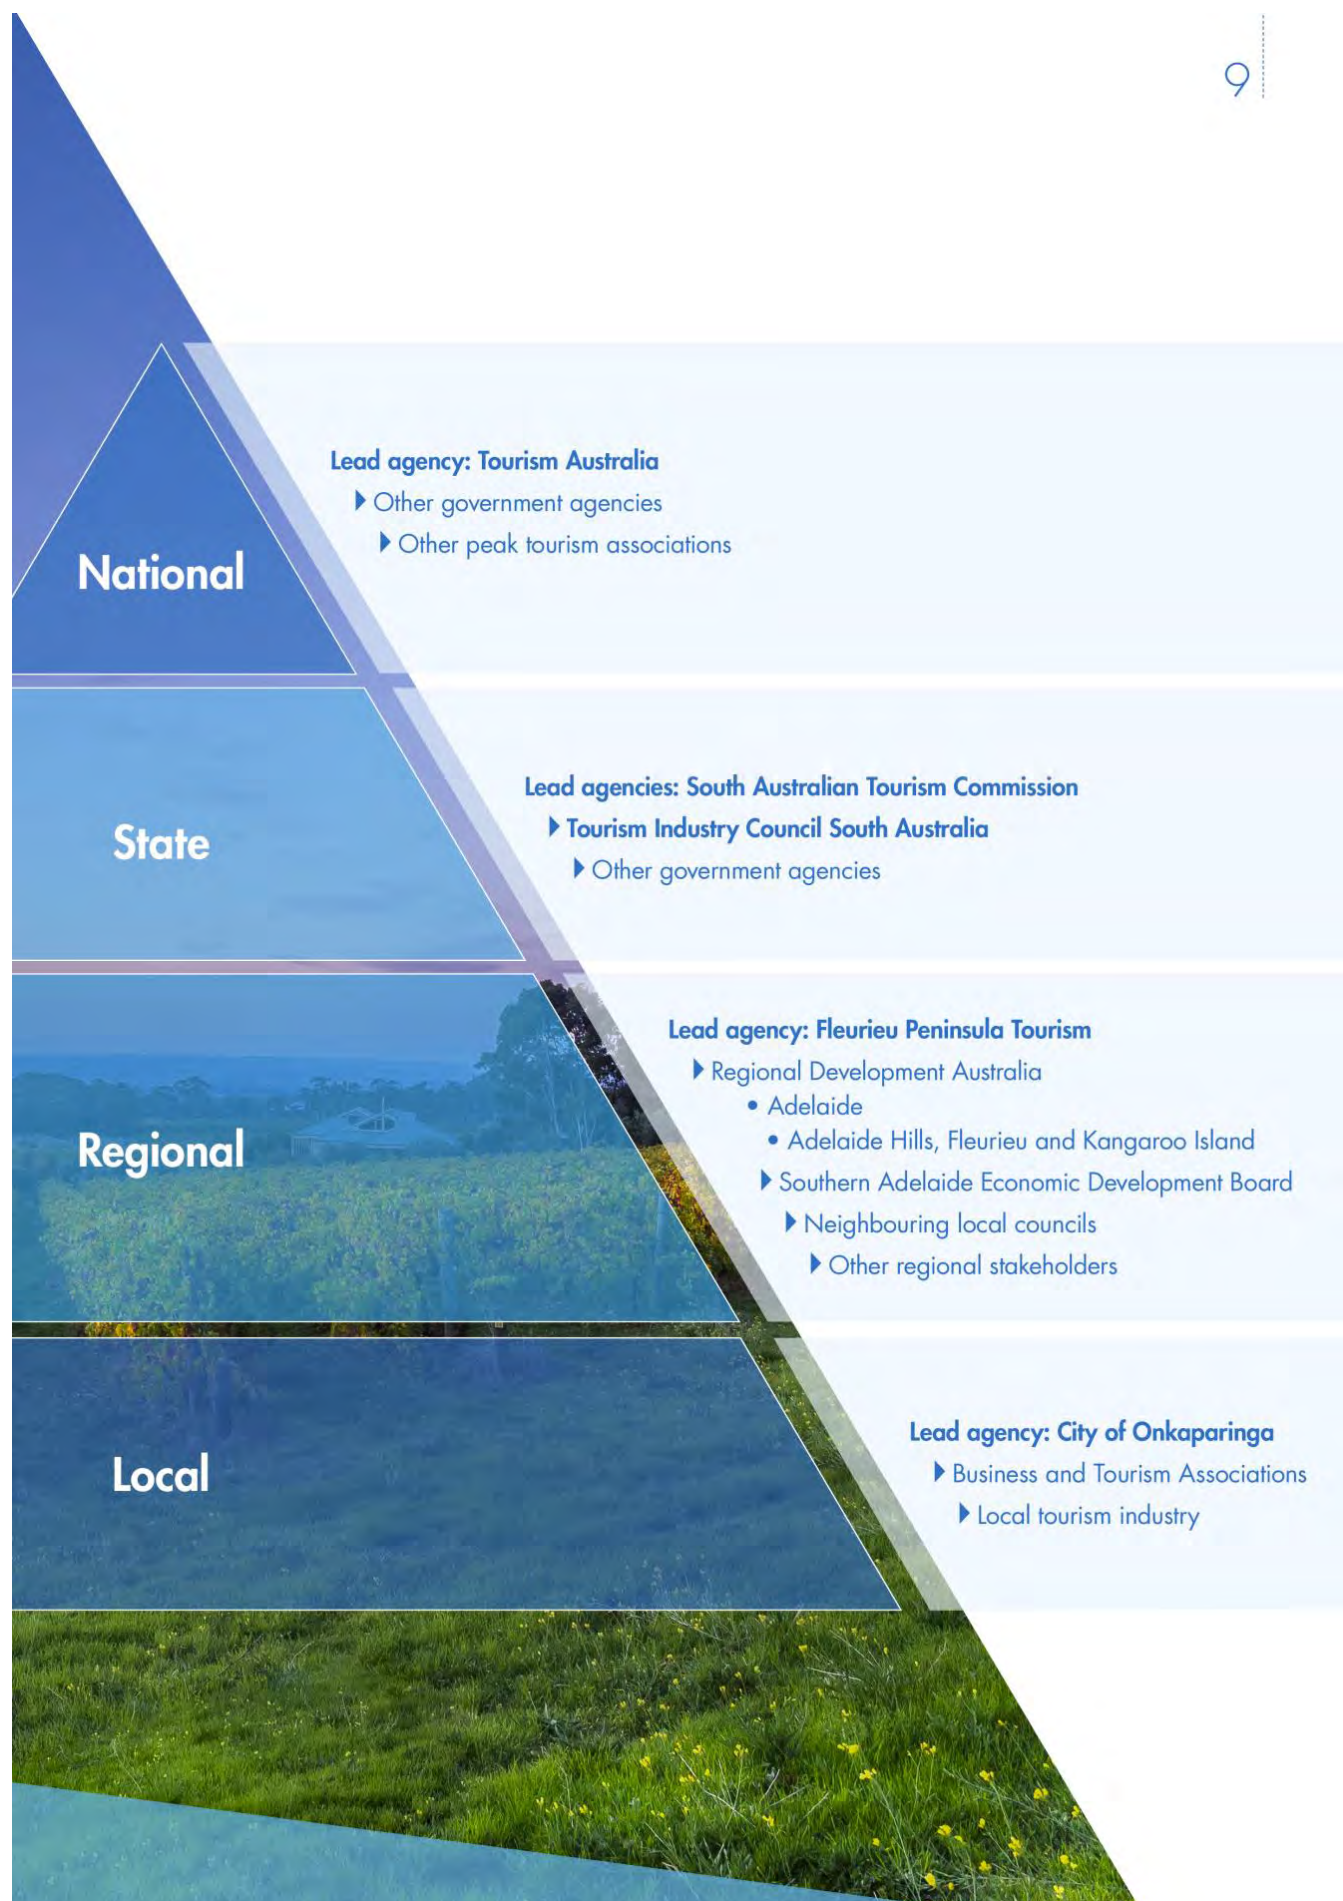 9
National
Lead agency: Tourism Australia
Other government agencies
Other peak tourism associations
State
Lead agencies: South Australian Tourism Commission
Tourism Industry Council South Australia
Other government agencies
Regional
Lead agency: Fleurieu Peninsula Tourism
Regional Development Australia
• Adelaide
• Adelaide Hills, Fleurieu and Kangaroo Island
Southern Adelaide Economic Development Board
Neighbouring local councils
Other regional stakeholders
Local
Lead agency: City of Onkaparinga
Business and Tourism Associations
Local tourism industry